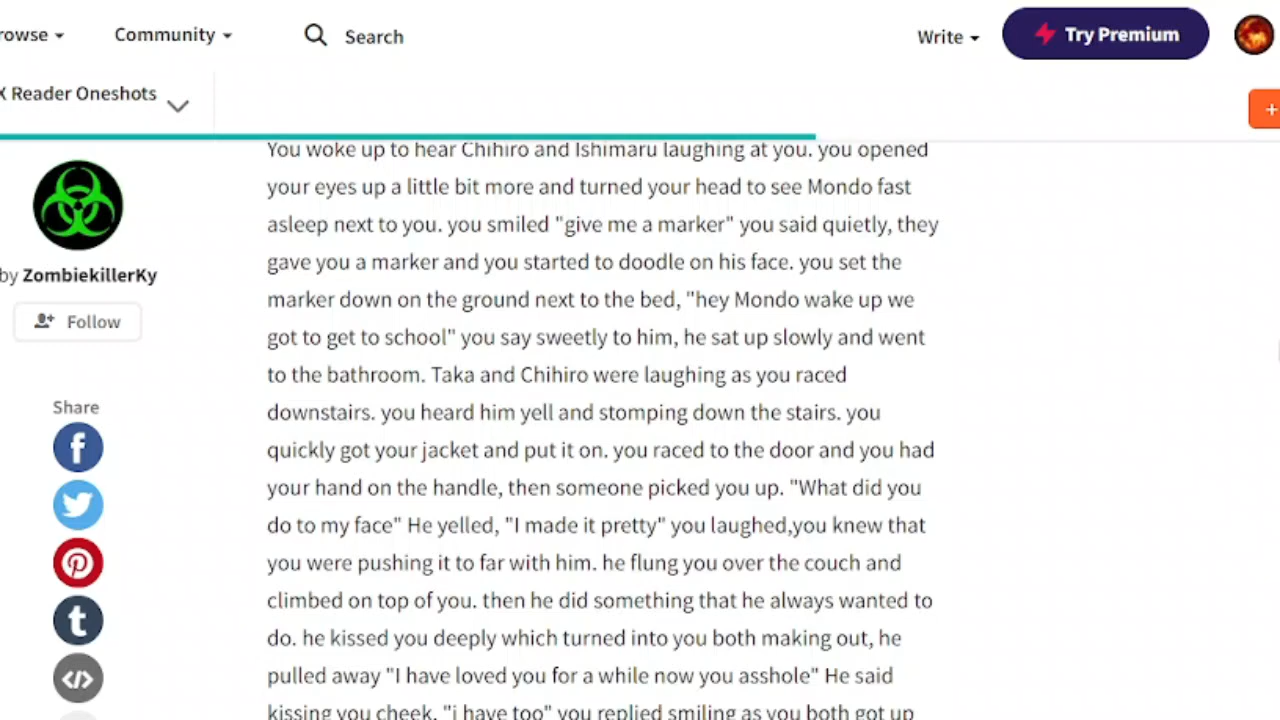 rowse
Community
Search
Write
Try Premium
X Reader Oneshots
+
by ZombiekillerKy
Follow
Share
You woke up to hear Chihiro and Ishimaru laughing at you. you opened
your eyes up a little bit more and turned your head to see Mondo fast
asleep next to you. you smiled "give me a marker" you said quietly, they
gave you a marker and you started to doodle on his face. you set the
marker down on the ground next to the bed, "hey Mondo wake up we
got to get to school" you say sweetly to him, he sat up slowly and went
to the bathroom. Taka and Chihiro were laughing as you raced
downstairs. you heard him yell and stomping down the stairs. you
quickly got your jacket and put it on. you raced to the door and you had
your hand on the handle, then someone picked you up. "What did you
do to my face" He yelled, "I made it pretty" you laughed,you knew that
you were pushing it to far with him. he flung you over the couch and
climbed on top of you. then he did something that he always wanted to
do. he kissed you deeply which turned into you both making out, he
pulled away "I have loved you for a while now you asshole" He said
kissing you cheek. "i have too" you replied smiling as you both got up